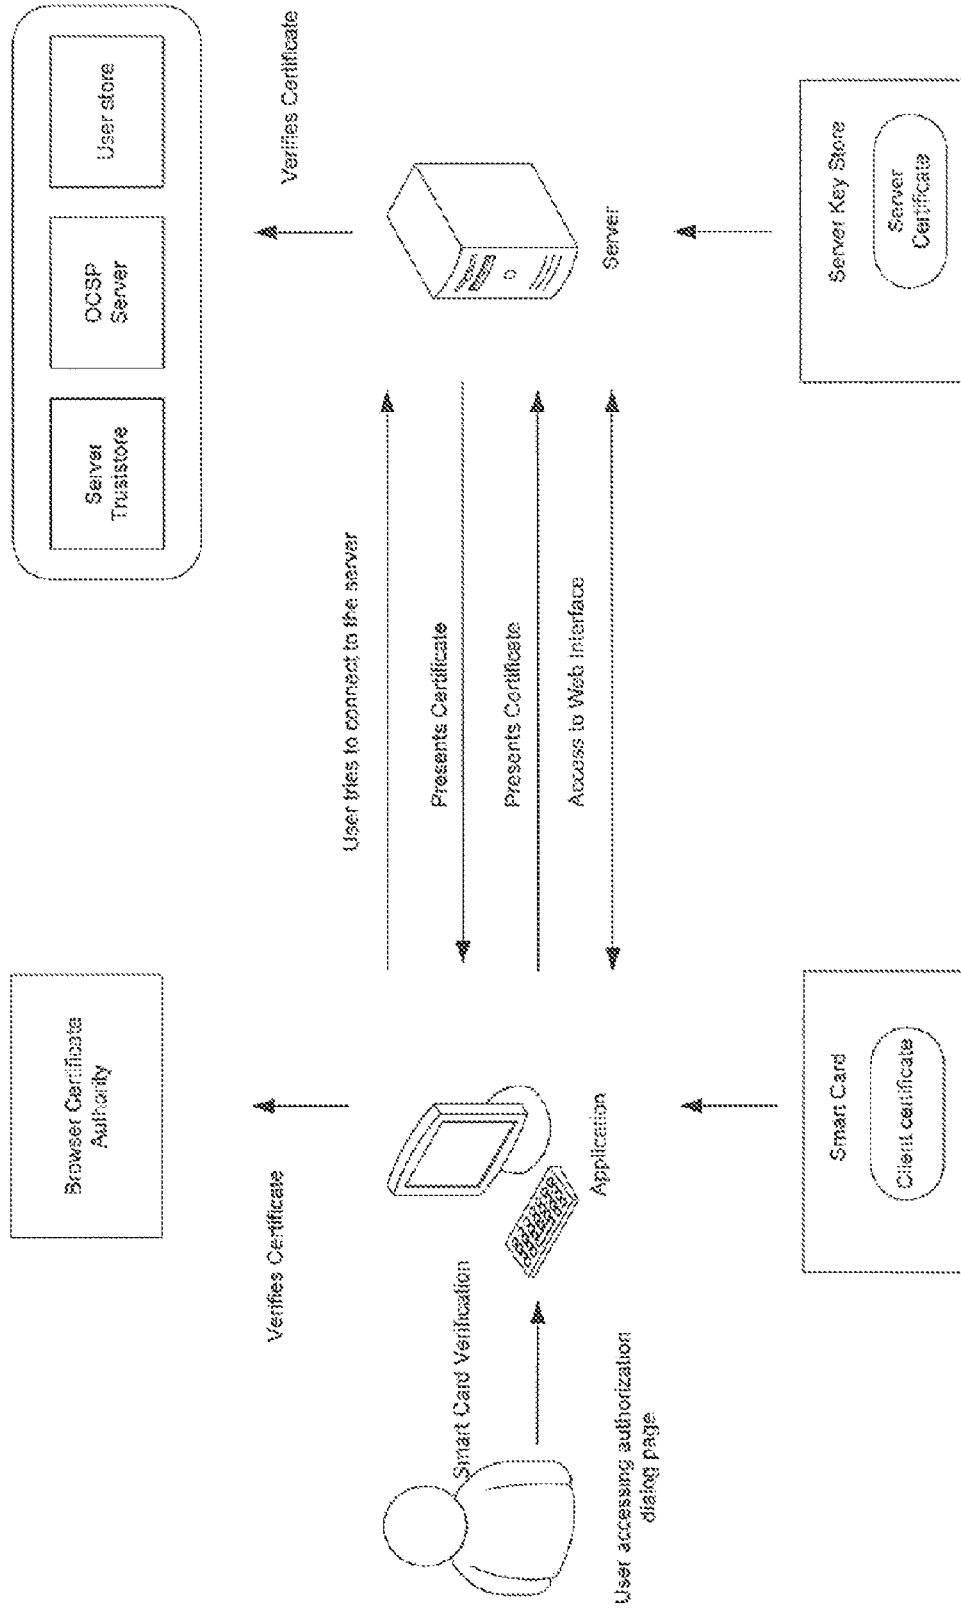 Browser Certificate
Authority
Server
Truststore
OCSP
Server
User store
Verifies Certificate
Verifies Certificate
User tries to connect to the server
Smart Card Verification
Presents Certificate
Presents Certificate
Access to Web Interface
Application
Server
User accessing authorization
dialog page
Smart Card
Client certificate
Server Key Store
Server
Certificate